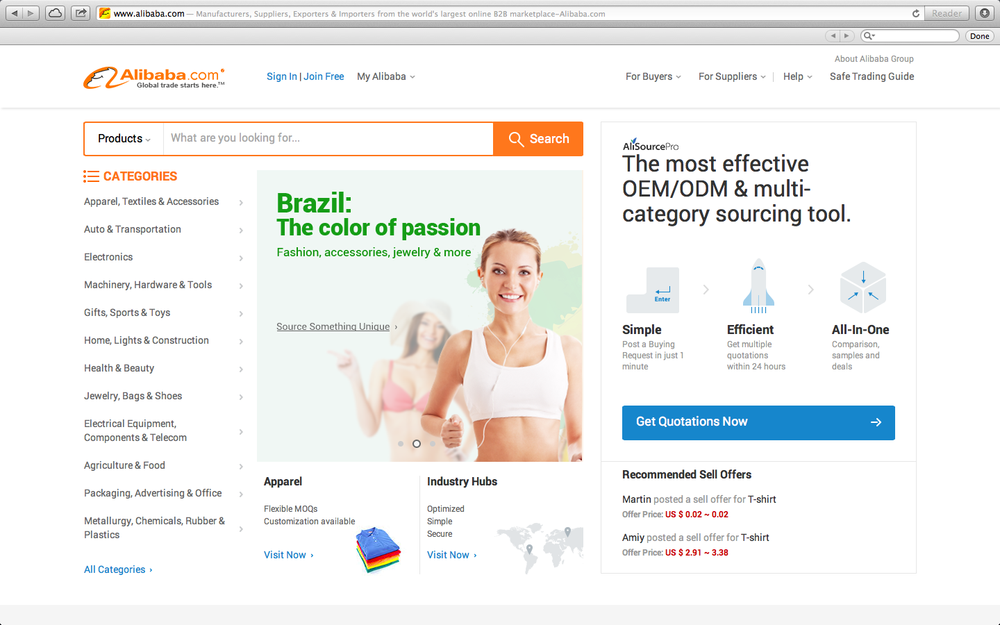 www.alibaba.com — Manufacturers, Suppliers, Exporters & Importers from the world's largest online B2B marketplace-Alibaba.com
Reader
Done
About Alibaba Group
Alibaba.com®
Global trade starts here.™
Sign In | Join Free
My Alibaba
For Buyers
For Suppliers
Help
Safe Trading Guide
Products
What are you looking for...
Search
CATEGORIES
Apparel, Textiles & Accessories
Auto & Transportation
Electronics
Machinery, Hardware & Tools
Gifts, Sports & Toys
Home, Lights & Construction
Health & Beauty
Jewelry, Bags & Shoes
Electrical Equipment,
Components & Telecom
Agriculture & Food
Packaging, Advertising & Office
Metallurgy, Chemicals, Rubber &
Plastics
All Categories ›
Brazil:
The color of passion
Fashion, accessories, jewelry & more
Source Something Unique ›
Apparel
Flexible MOQs
Customization available
Visit Now ›
Industry Hubs
Optimized
Simple
Secure
Visit Now ›
AliSourcePro
The most effective
OEM/ODM & multi-
category sourcing tool.
Enter
Simple
Post a Buying
Request in just 1
minute
Efficient
Get multiple
quotations
within 24 hours
All-In-One
Comparison,
samples and
deals
Get Quotations Now
Recommended Sell Offers
Martin posted a sell offer for T-shirt
Offer Price: US $ 0.02 ~ 0.02
Amiy posted a sell offer for T-shirt
Offer Price: US $ 2.91 ~ 3.38